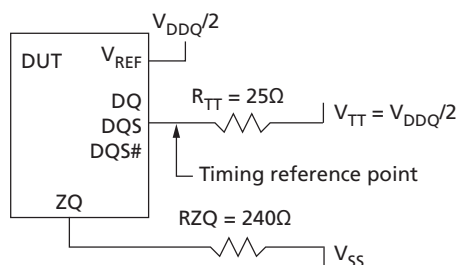 V_DDQ/2
DUT
V_REF
DQ
DQS
DQS#
R_TT = 25Ω
V_TT = V_DDQ/2
Timing reference point
ZQ
RZQ = 240Ω
V_SS